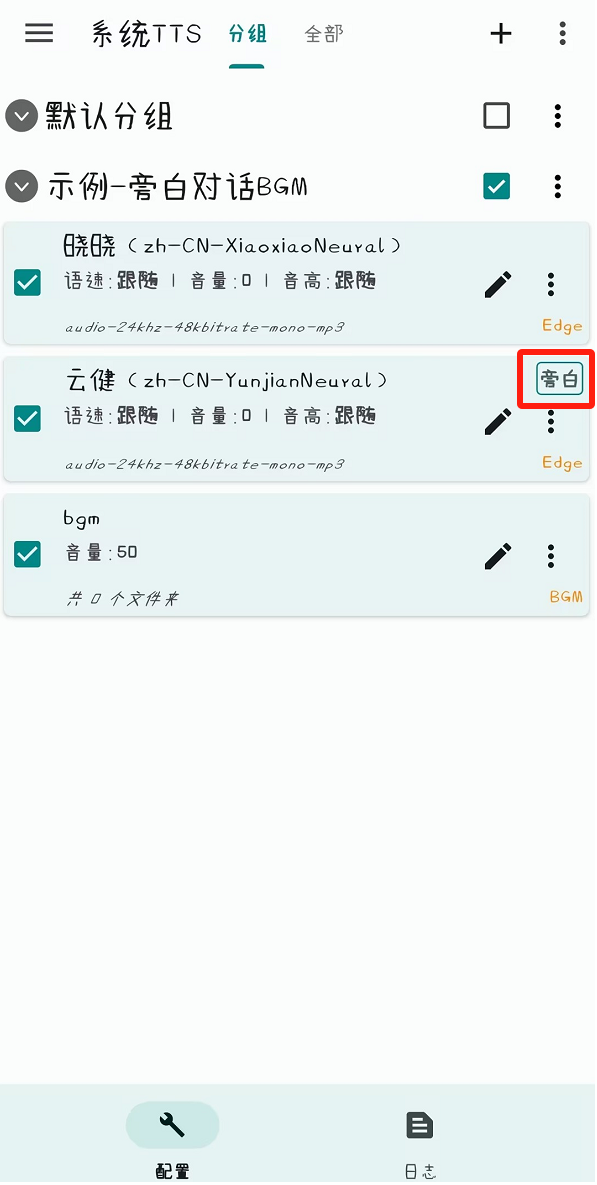 系统TTS 分组 全部
默认分组
示例-旁白对话BGM
晓晓（zh-CN-XiaoxiaoNeural）
语速:跟随 | 音量:0 | 音高:跟随
audio-24khz-48kbitrate-mono-mp3
Edge
旁白
云健（zh-CN-YunjianNeural）
语速:跟随 | 音量:0 | 音高:跟随
audio-24khz-48kbitrate-mono-mp3
Edge
bgm
音量:50
共 0 个文件夹
BGM
配置 日志